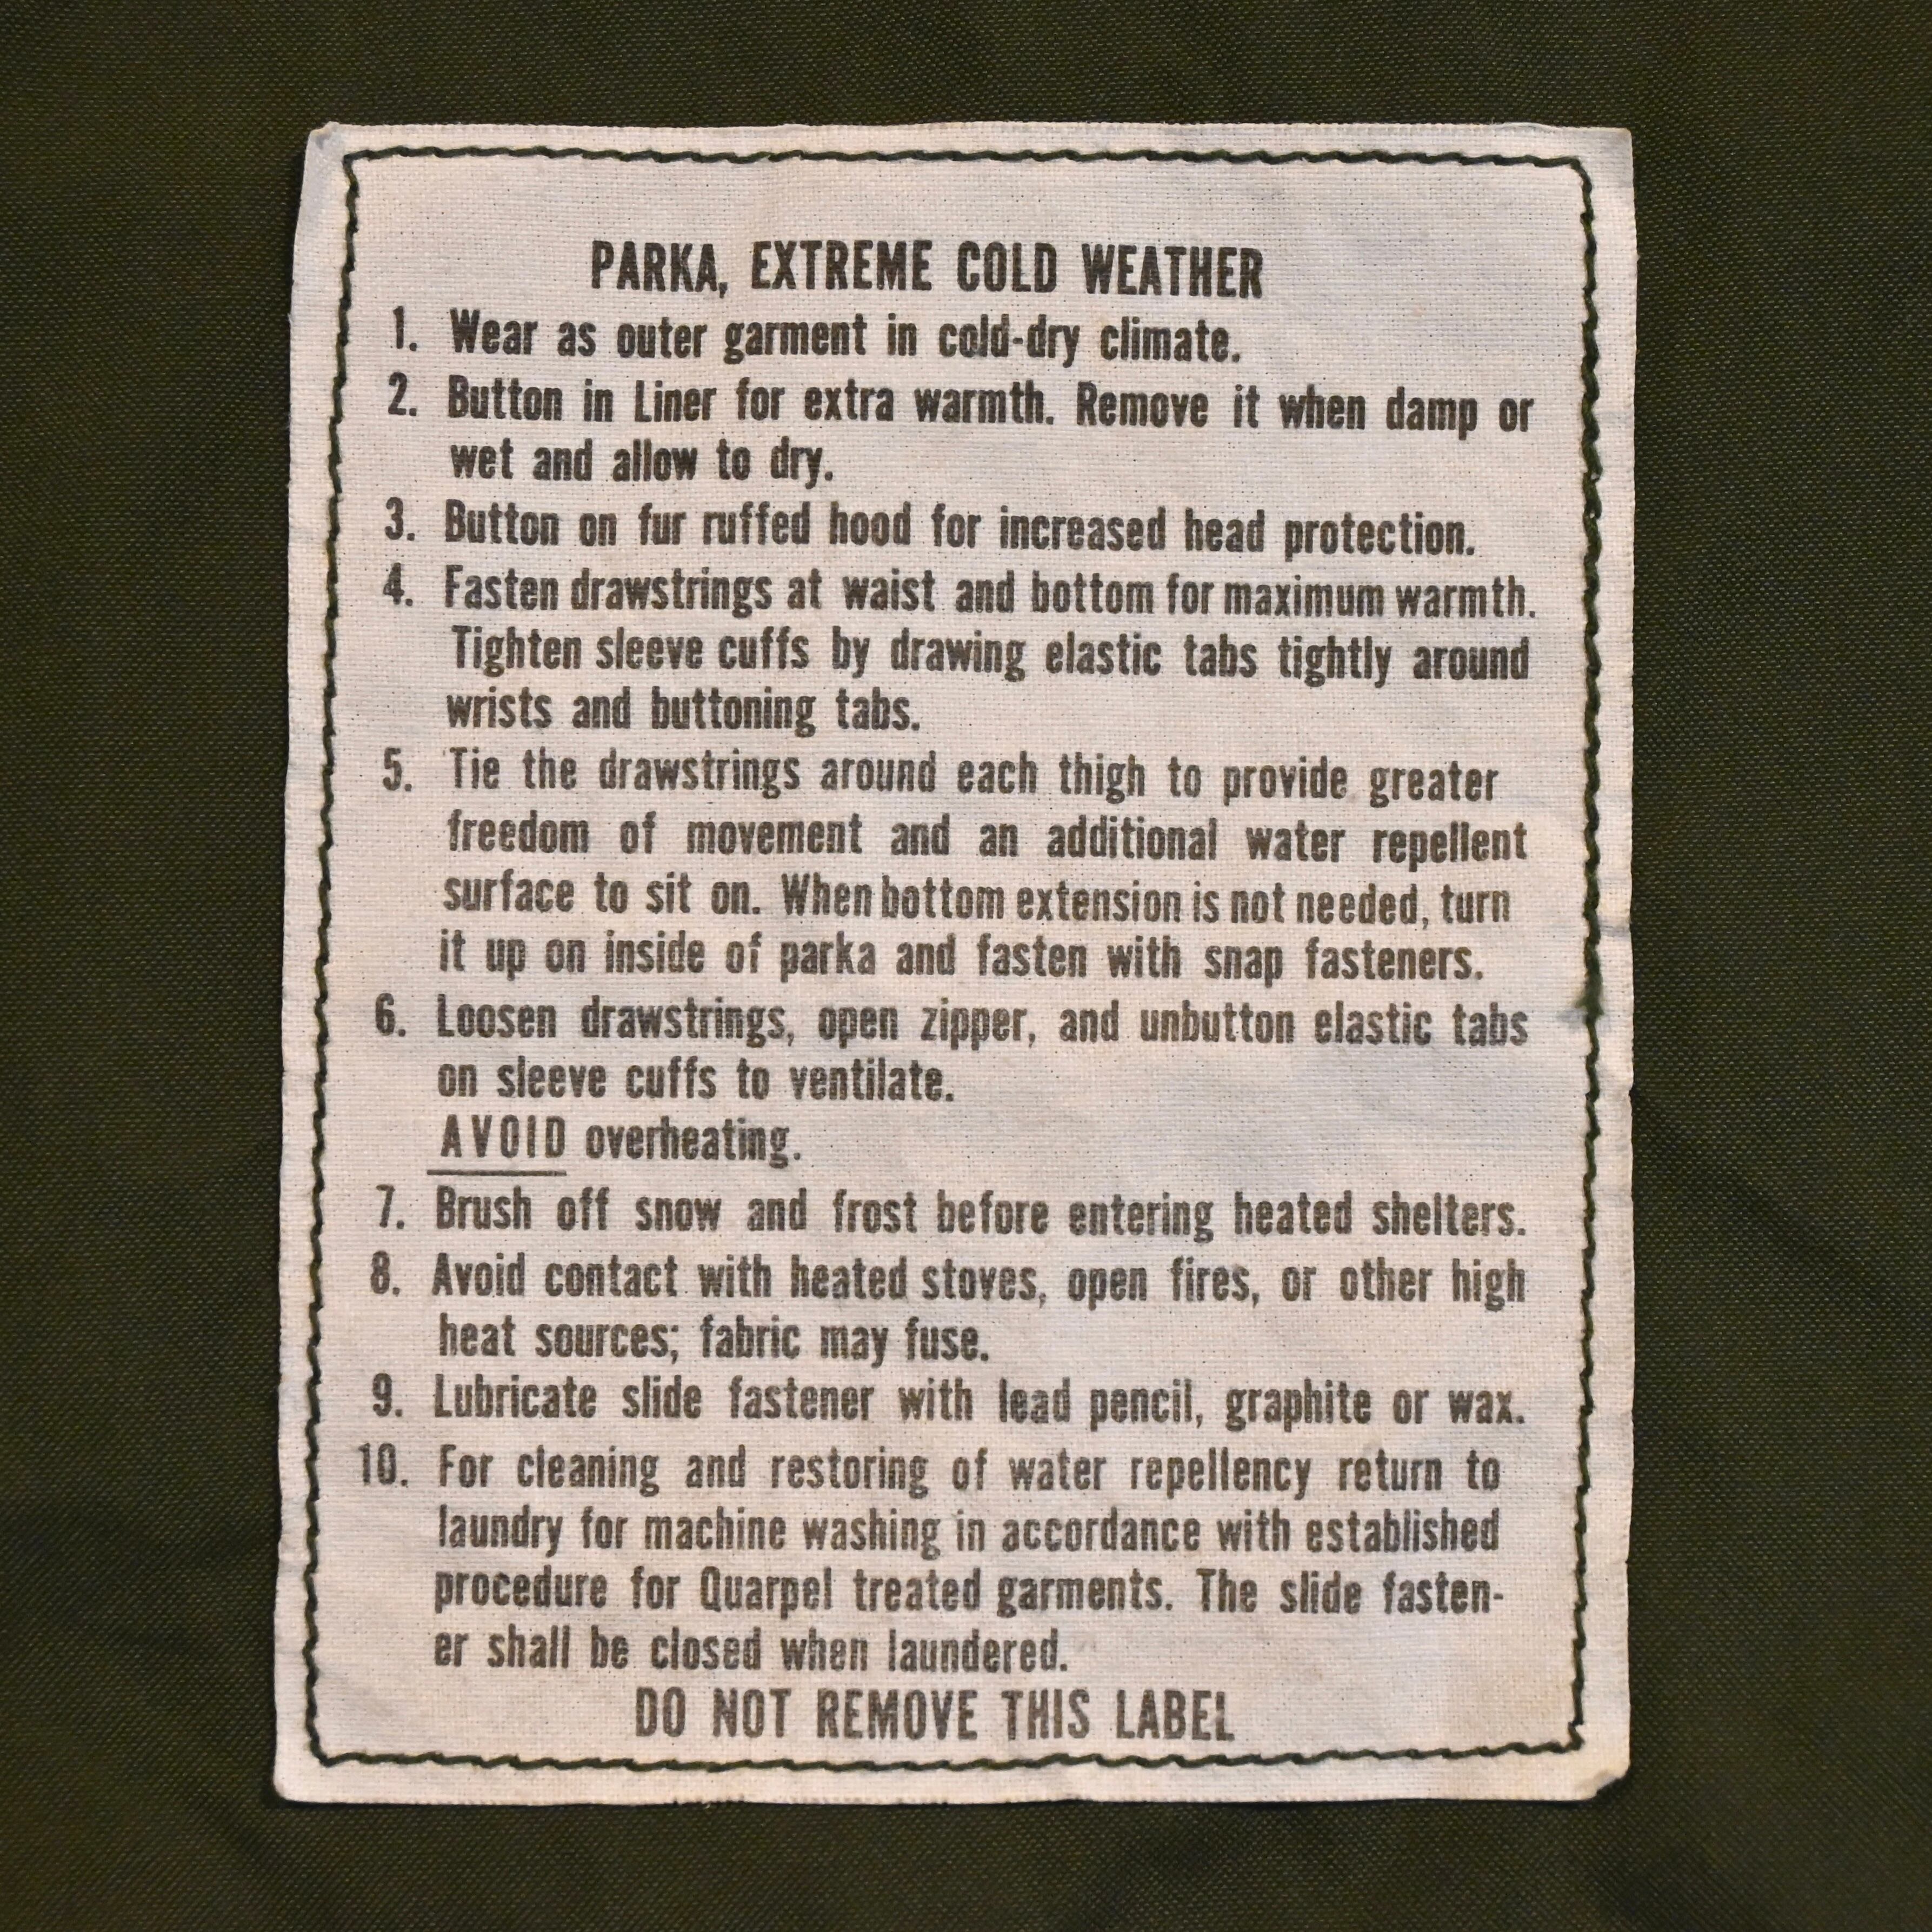 PARKA, EXTREME COLD WEATHER
1. Wear as outer garment in cold-dry climate.
2. Button in Liner for extra warmth. Remove it when damp or
wet and allow to dry.
3. Button on fur ruffed hood for increased head protection.
4. Fasten drawstrings at waist and bottom for maximum warmth.
Tighten sleeve cuffs by drawing elastic tabs tightly around
wrists and buttoning tabs.
5. Tie the drawstrings around each thigh to provide greater
freedom of movement and an additional water repellent
surface to sit on. When bottom extension is not needed, turn
it up on inside of parka and fasten with snap fasteners.
6. Loosen drawstrings, open zipper, and unbutton elastic tabs
on sleeve cuffs to ventilate.
AVOID overheating.
7. Brush off snow and frost before entering heated shelters.
8. Avoid contact with heated stoves, open fires, or other high
heat sources; fabric may fuse.
9. Lubricate slide fastener with lead pencil, graphite or wax.
10. For cleaning and restoring of water repellency return to
laundry for machine washing in accordance with established
procedure for Quarpel treated garments. The slide fasten-
er shall be closed when laundered.
DO NOT REMOVE THIS LABEL